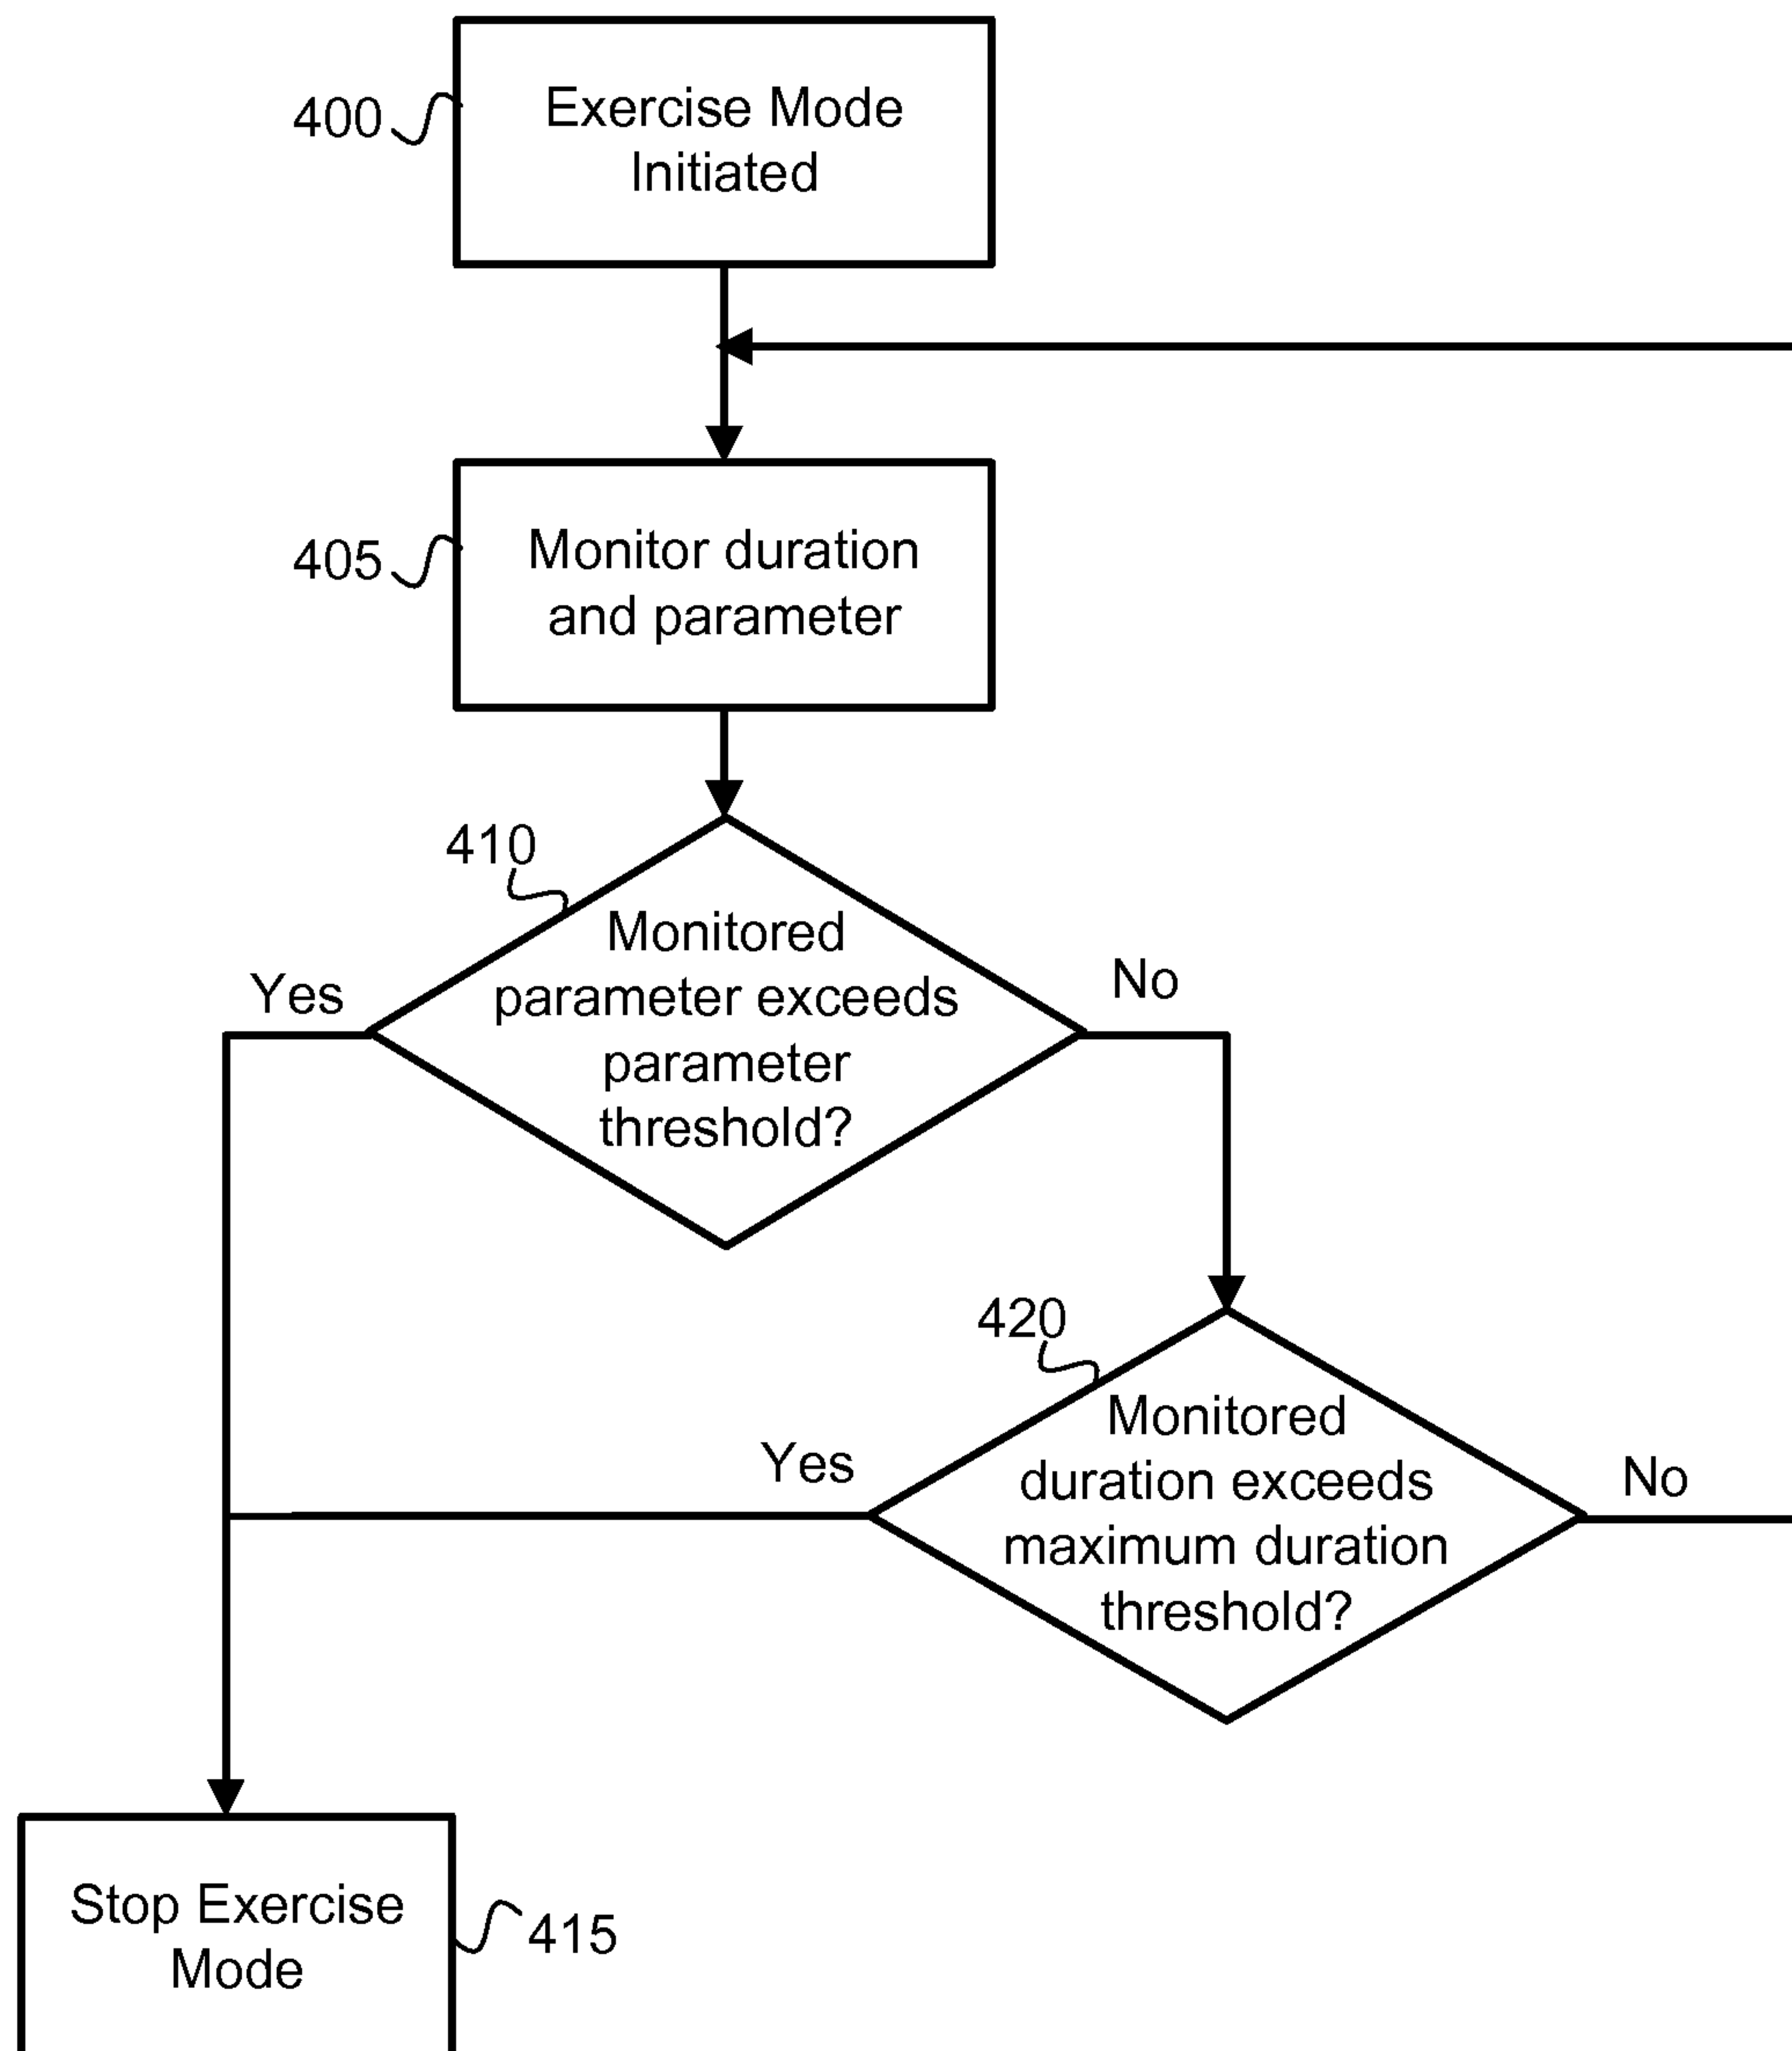 400
Exercise Mode
Initiated
405
Monitor duration
and parameter
410
Monitored
parameter exceeds
parameter
threshold?
Yes
No
420
Monitored
duration exceeds
maximum duration
threshold?
Yes
No
Stop Exercise
Mode
415